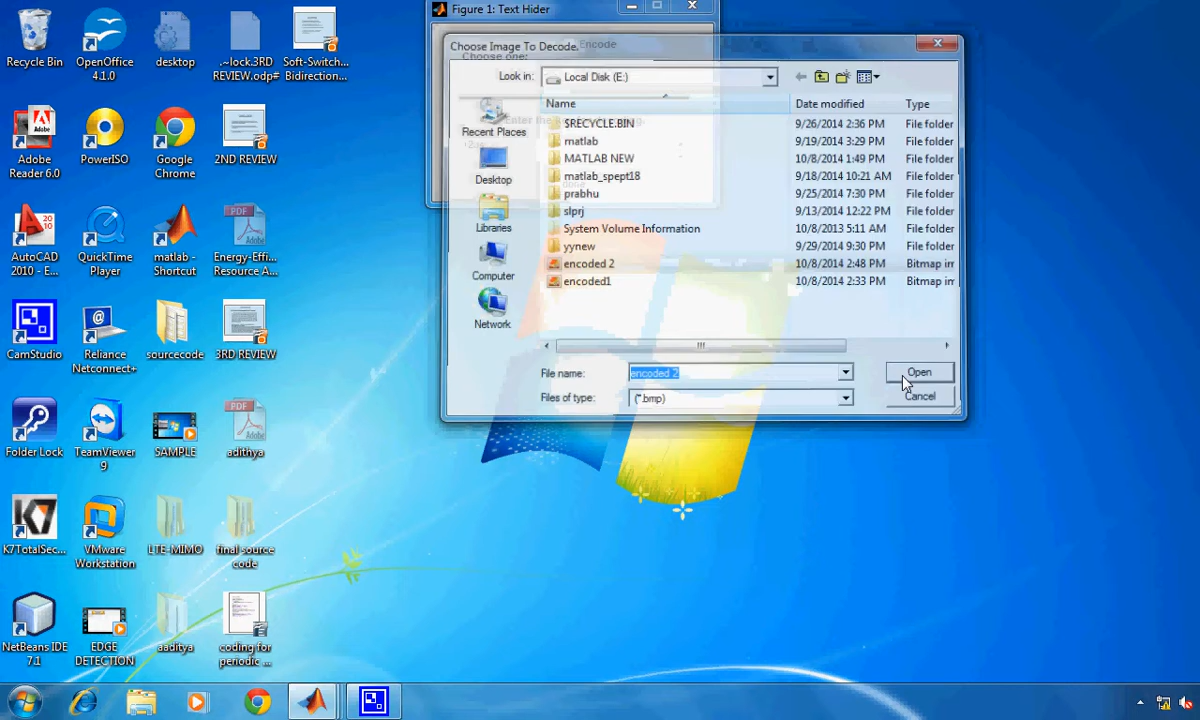 Recycle Bin
OpenOffice
4.1.0
desktop
.~lock.3RD
REVIEW.odp#
Soft-Switch...
Bidirection...
Adobe
Reader 6.0
PowerISO
Google
Chrome
2ND REVIEW
AutoCAD
2010 - E...
QuickTime
Player
matlab -
Shortcut
Energy-Effi...
Resource A...
CamStudio
Reliance
Netconnect+
sourcecode
3RD REVIEW
Folder Lock
TeamViewer
9
SAMPLE
adithya
K7TotalSec...
VMware
Workstation
LTE-MIMO
final source
code
NetBeans IDE
7.1
EDGE
DETECTION
aaditya
coding for
periodic ...
Figure 1: Text Hider
Choose Image To Decode.
Encode
Look in:
Local Disk (E:)
Name
Date modified
Type
$RECYCLE.BIN
9/26/2014 2:36 PM
File folder
matlab
9/19/2014 3:29 PM
File folder
MATLAB NEW
10/8/2014 1:49 PM
File folder
matlab_spept18
9/18/2014 10:21 AM
File folder
prabhu
9/25/2014 7:30 PM
File folder
slprj
9/13/2014 12:22 PM
File folder
System Volume Information
10/8/2013 5:11 AM
File folder
yynew
9/29/2014 9:30 PM
File folder
encoded 2
10/8/2014 2:48 PM
Bitmap im
encoded1
10/8/2014 2:33 PM
Bitmap im
Recent Places
Desktop
Libraries
Computer
Network
File name:
encoded 2
Open
Files of type:
(*.bmp)
Cancel